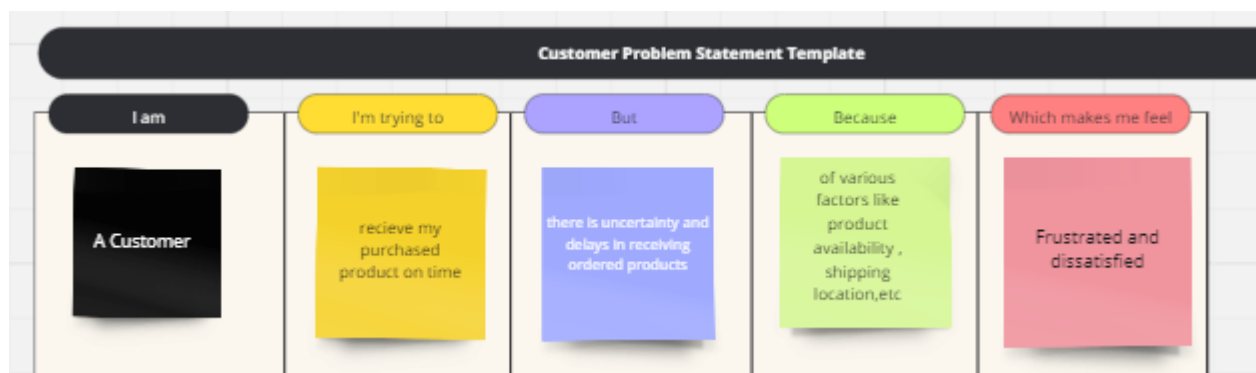 Customer Problem Statement Template
I am
I'm trying to
But
Because
Which makes me feel
A Customer
recieve my
purchased
product on time
there is uncertainty and
delays in receiving
ordered products
of various
factors like
product
availability ,
shipping
location,etc
Frustrated and
dissatisfied